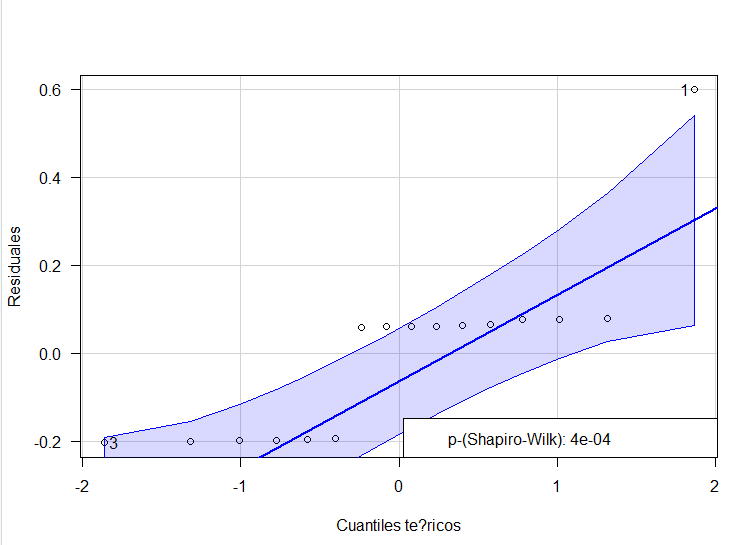 0.6
0.4
0.2
0.0
-0.2
Residuales
1
3
p-(Shapiro-Wilk): 4e-04
-2 -1 0 1 2
Cuantiles te?ricos